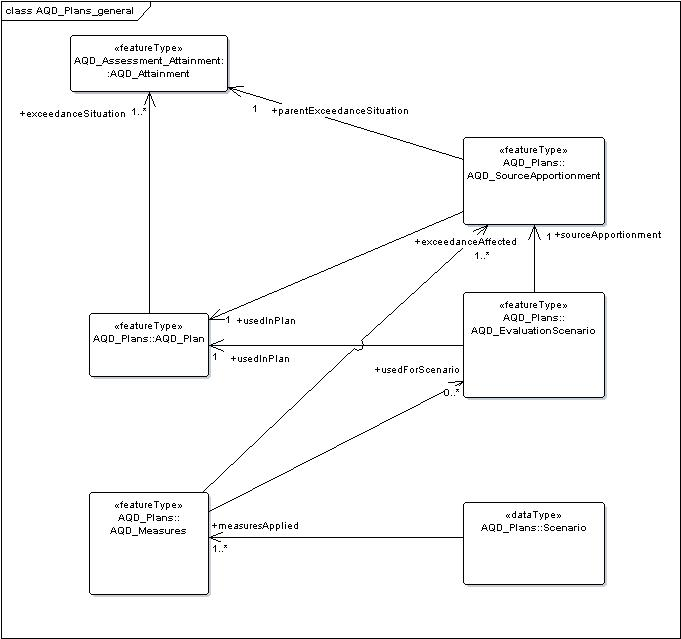 class AQD_Plans_general
«featureType»
AQD_Assessment_Attainment:
:AQD_Attainment
+exceedanceSituation
1..*
1
+parentExceedanceSituation
«featureType»
AQD_Plans::
AQD_SourceApportionment
+exceedanceAffected
1..*
1
+sourceApportionment
«featureType»
AQD_Plans::AQD_Plan
1
+usedInPlan
1
+usedInPlan
«featureType»
AQD_Plans::
AQD_EvaluationScenario
+usedForScenario
0..*
«featureType»
AQD_Plans::
AQD_Measures
+measuresApplied
1..*
«dataType»
AQD_Plans::Scenario